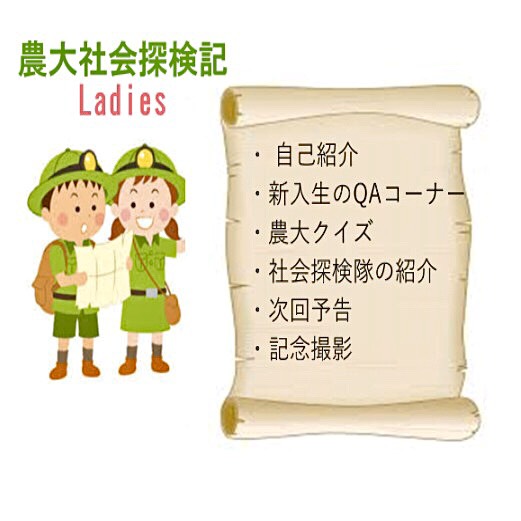 農大社会探検記
Ladies
・ 自己紹介
・新入生のQAコーナー
・農大クイズ
・社会探検隊の紹介
・次回予告
・記念撮影